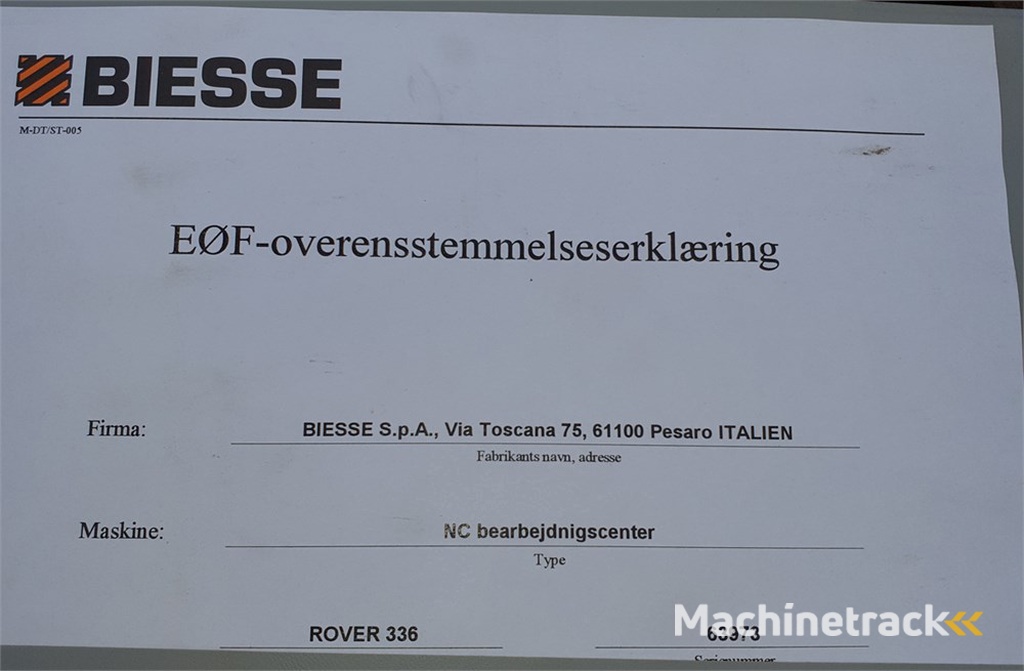 BIESSE
M-DT/ST-005
EØF-overensstemmelseserklæring
Firma: BIESSE S.p.A., Via Toscana 75, 61100 Pesaro ITALIEN
Fabrikants navn, adresse
Maskine: NC bearbejdnigscenter
Type
ROVER 336
Machinetrack